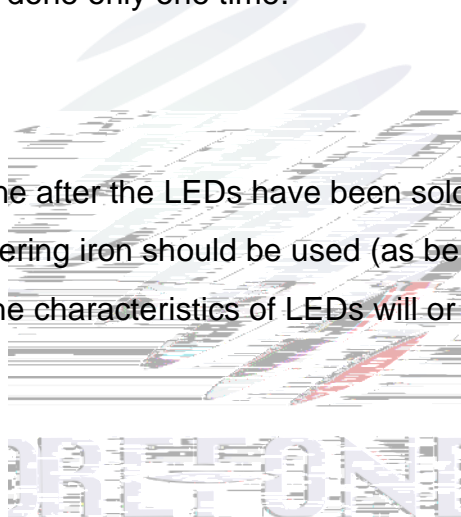 done only one time.
ne after the LEDs have been sold
ering iron should be used (as be
ne characteristics of LEDs will or